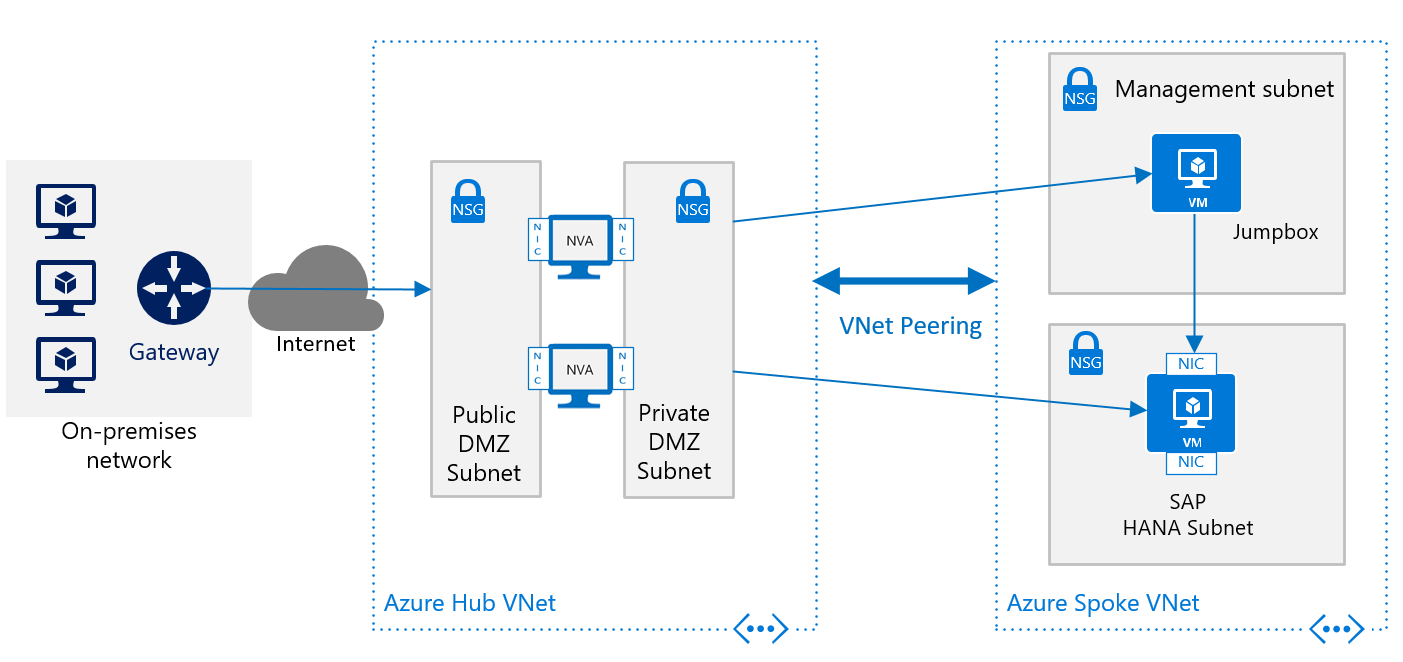 Gateway
On-premises
network
Internet
NSG
Public
DMZ
Subnet
NIC
NVA
NIC
NIC
NVA
NIC
NSG
Private
DMZ
Subnet
Azure Hub VNet
VNet Peering
NSG
Management subnet
VM
Jumpbox
NSG
NIC
VM
NIC
SAP
HANA Subnet
Azure Spoke VNet